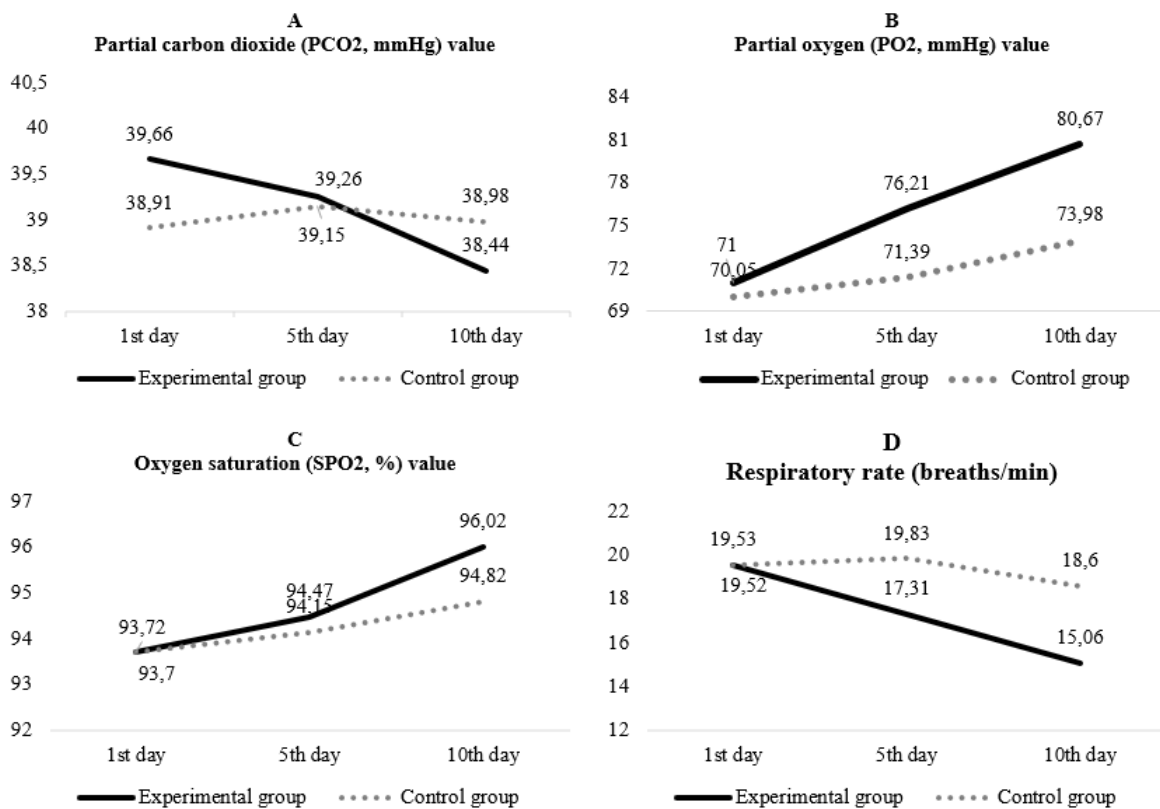 A
Partial carbon dioxide (PCO2, mmHg) value
40,5
40
39,5
39
38,5
38
39,66
38,91
39,26
39,15
38,98
38,44
1st day
5th day
10th day
Experimental group
Control group
B
Partial oxygen (PO2, mmHg) value
84
81
78
75
72
69
71
70,05
76,21
71,39
80,67
73,98
1st day
5th day
10th day
Experimental group
Control group
C
Oxygen saturation (SPO2, %) value
97
96
95
94
93
92
93,72
93,7
94,47
94,15
96,02
94,82
1st day
5th day
10th day
Experimental group
Control group
D
Respiratory rate (breaths/min)
22
20
18
16
14
12
19,53
19,52
19,83
17,31
18,6
15,06
1st day
5th day
10th day
Experimental group
Control group